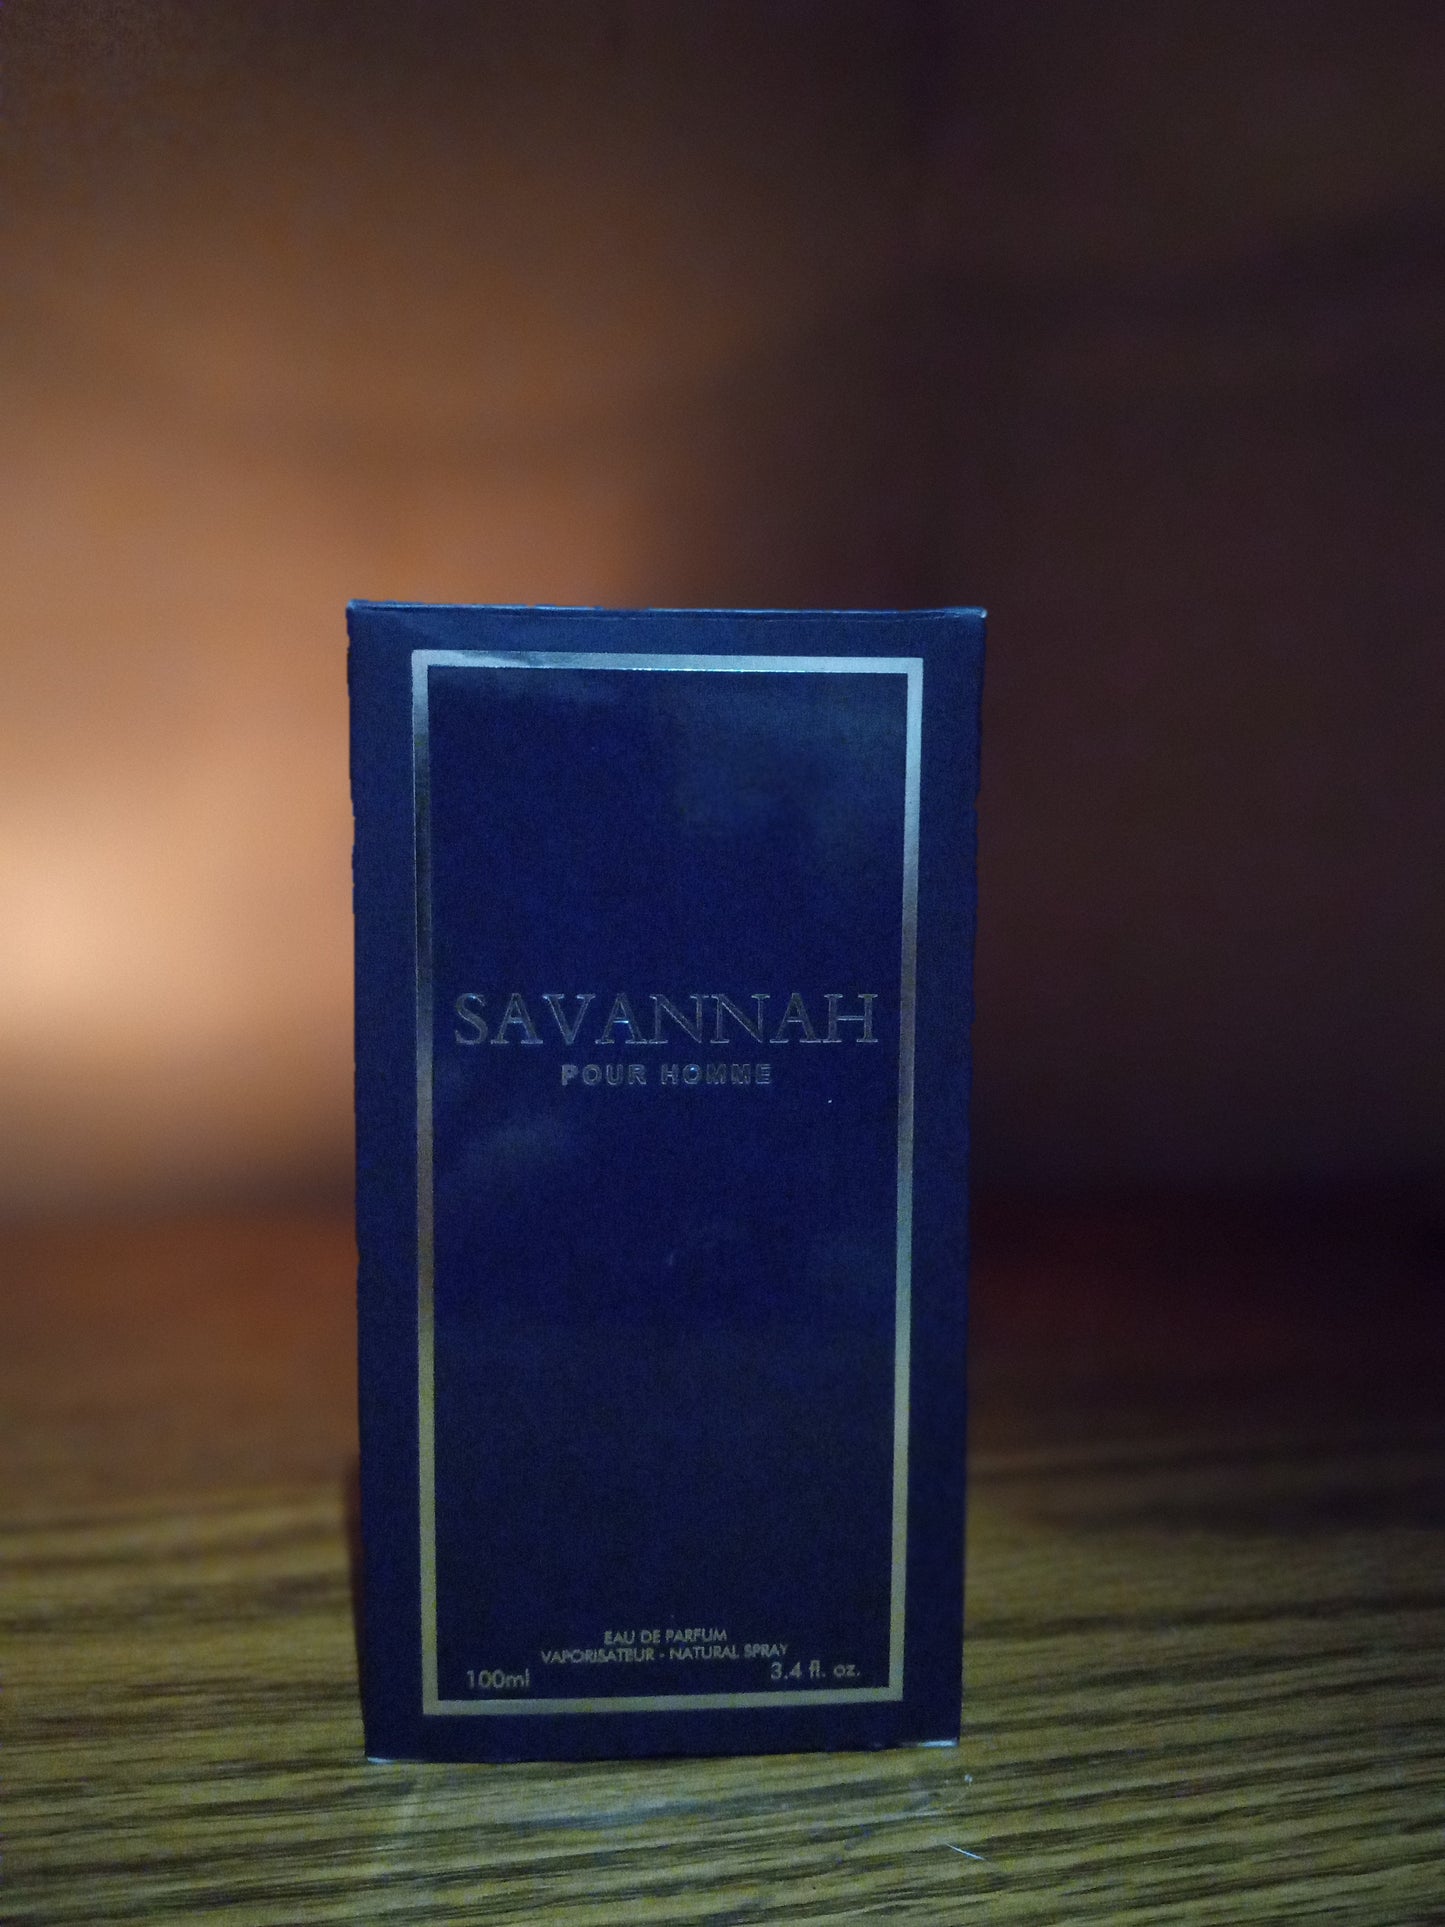 SAVANNAH
POUR HOMME
EAU DE PARFUM
VAPORISATEUR - NATURAL SPRAY
100ml 3.4 fl. oz.